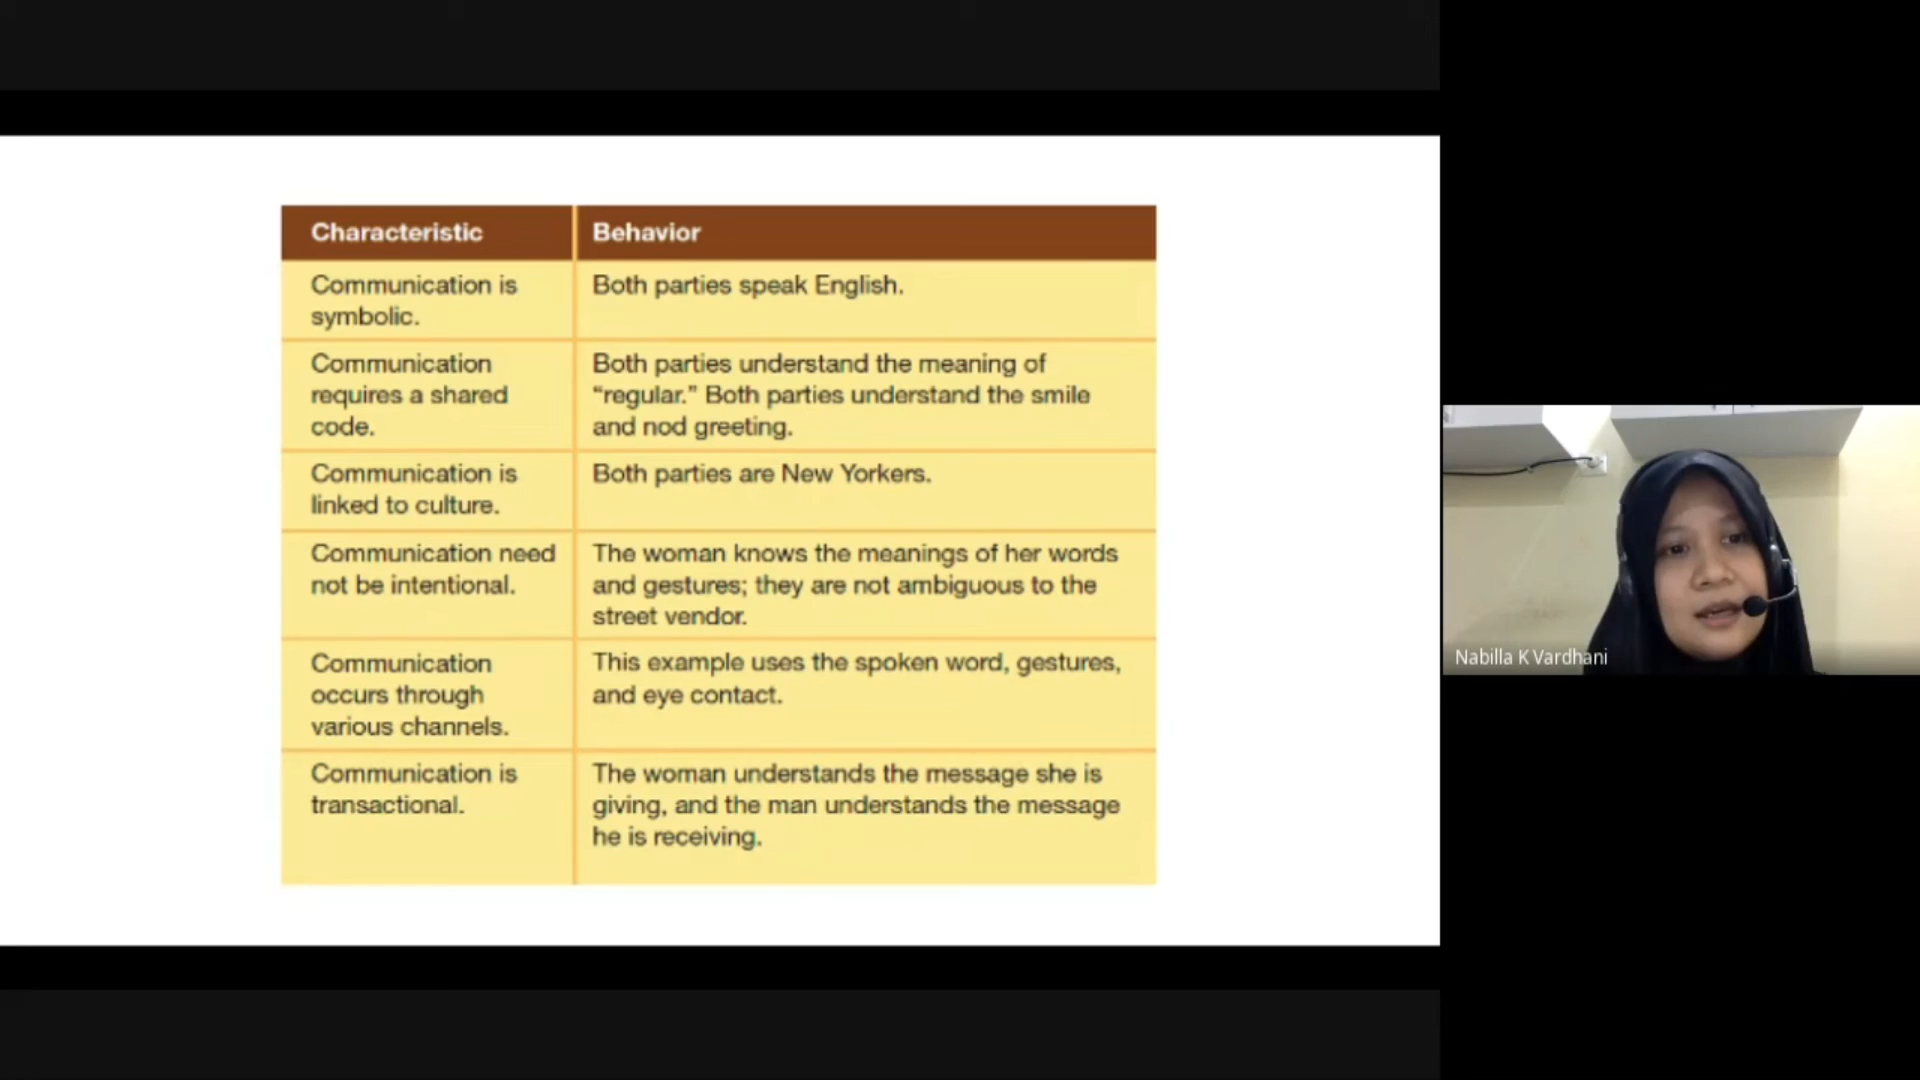 Characteristic
Behavior
Communication is
symbolic.
Both parties speak English.
Communication
requires a shared
code.
Both parties understand the meaning of
“regular.” Both parties understand the smile
and nod greeting.
Communication is
linked to culture.
Both parties are New Yorkers.
Communication need
not be intentional.
The woman knows the meanings of her words
and gestures; they are not ambiguous to the
street vendor.
Communication
occurs through
various channels.
This example uses the spoken word, gestures,
and eye contact.
Communication is
transactional.
The woman understands the message she is
giving, and the man understands the message
he is receiving.
Nabilla K Vardhani